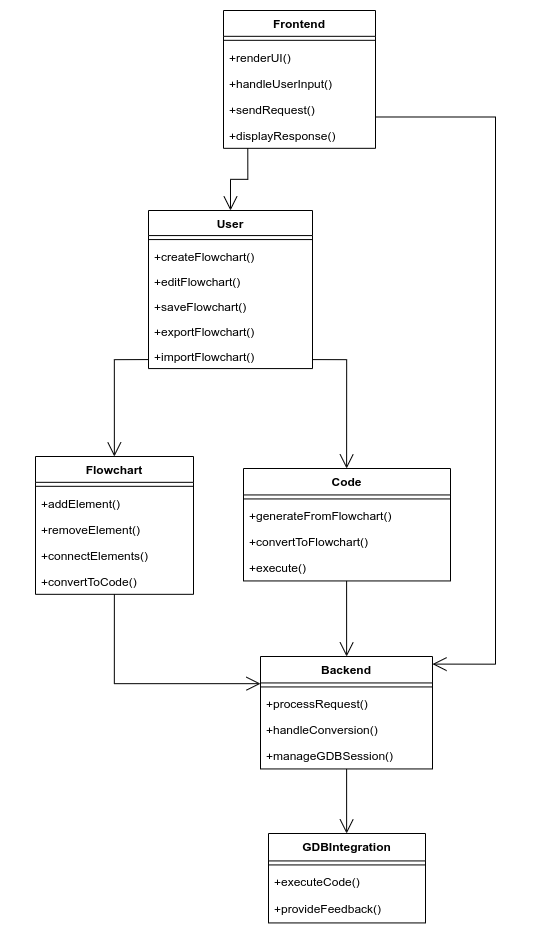 Frontend
+renderUI()
+handleUserInput()
+sendRequest()
+displayResponse()
User
+createFlowchart()
+editFlowchart()
+saveFlowchart()
+exportFlowchart()
+importFlowchart()
Flowchart
+addElement()
+removeElement()
+connectElements()
+convertToCode()
Code
+generateFromFlowchart()
+convertToFlowchart()
+execute()
Backend
+processRequest()
+handleConversion()
+manageGDBSession()
GDBIntegration
+executeCode()
+provideFeedback()